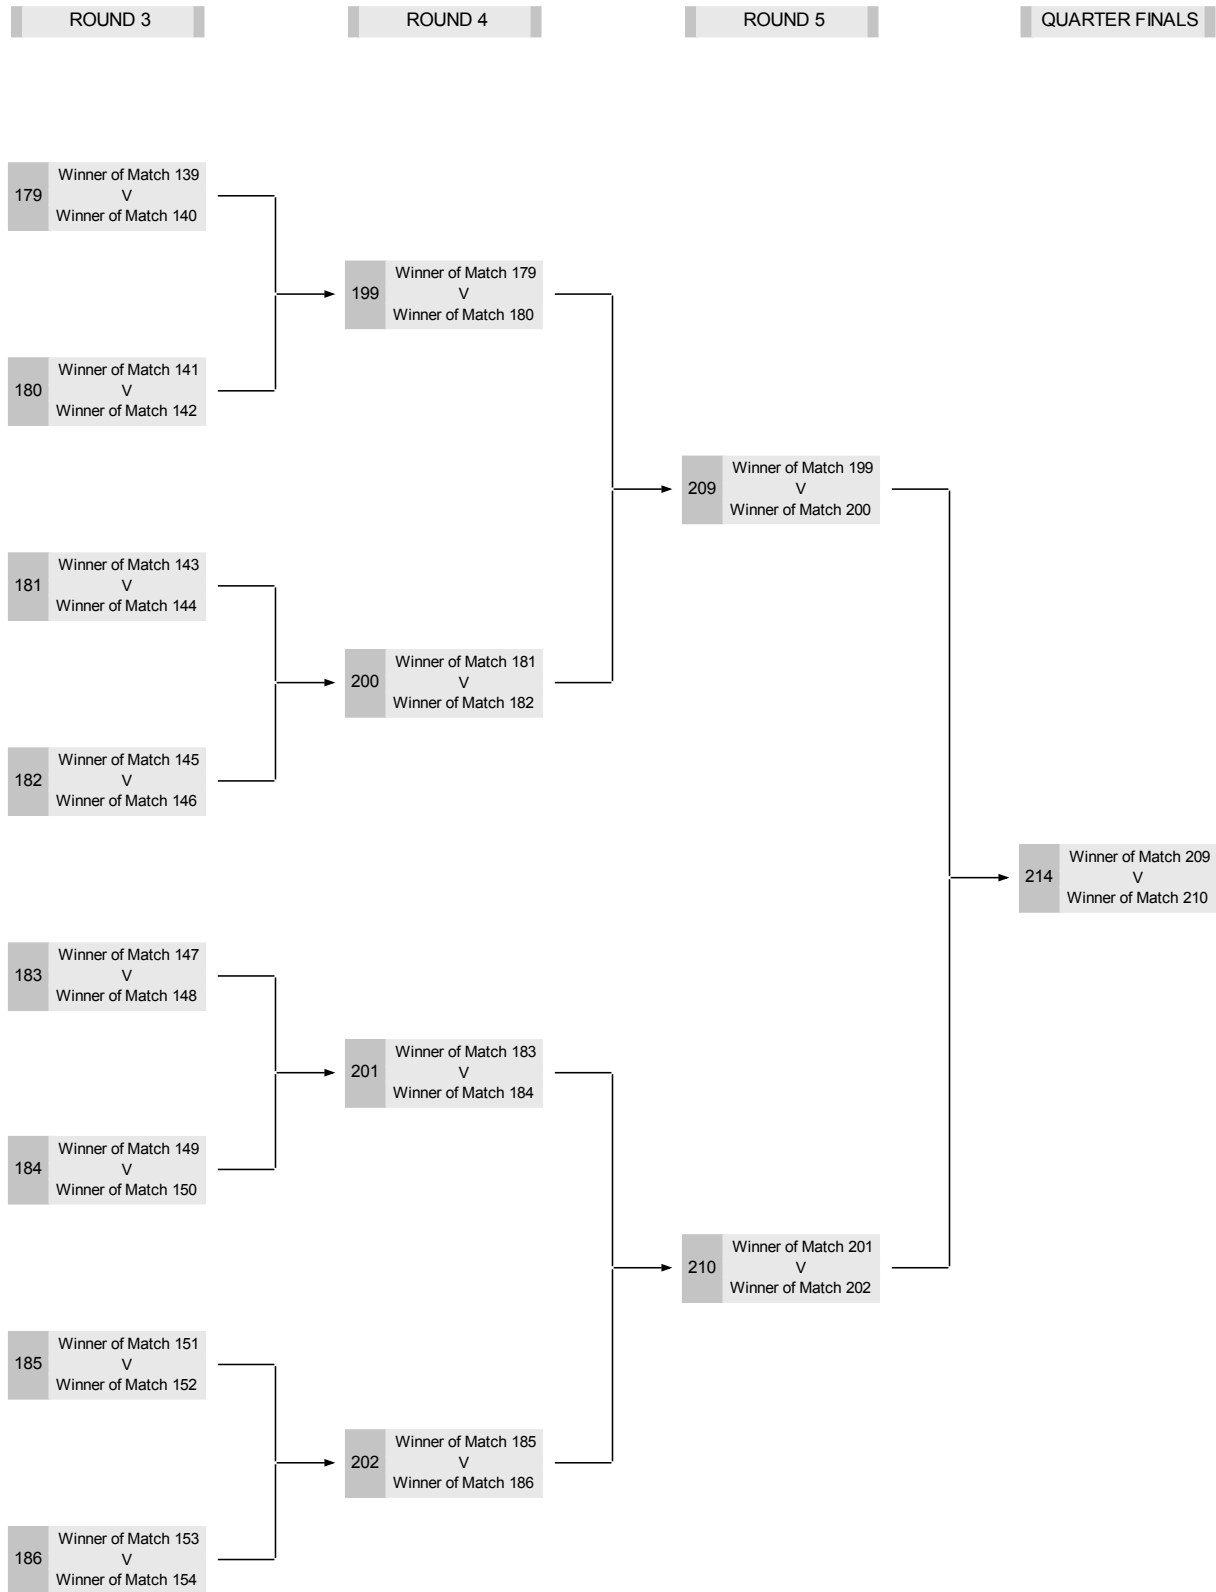 ROUND 3
ROUND 4
ROUND 5
QUARTER FINALS
179
Winner of Match 139
V
Winner of Match 140
180
Winner of Match 141
V
Winner of Match 142
181
Winner of Match 143
V
Winner of Match 144
182
Winner of Match 145
V
Winner of Match 146
183
Winner of Match 147
V
Winner of Match 148
184
Winner of Match 149
V
Winner of Match 150
185
Winner of Match 151
V
Winner of Match 152
186
Winner of Match 153
V
Winner of Match 154
199
Winner of Match 179
V
Winner of Match 180
200
Winner of Match 181
V
Winner of Match 182
201
Winner of Match 183
V
Winner of Match 184
202
Winner of Match 185
V
Winner of Match 186
209
Winner of Match 199
V
Winner of Match 200
210
Winner of Match 201
V
Winner of Match 202
214
Winner of Match 209
V
Winner of Match 210